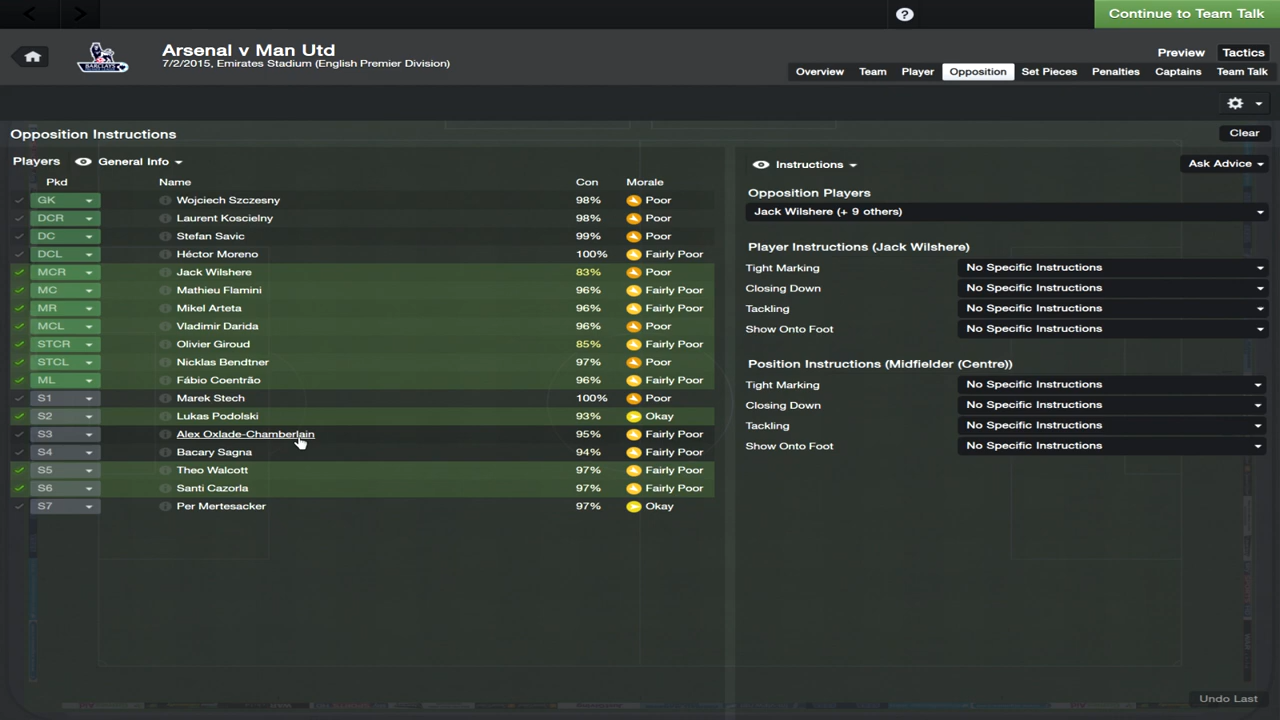 Continue to Team Talk
Arsenal v Man Utd
7/2/2015, Emirates Stadium (English Premier Division)
BARCLAYS
Preview Tactics
Overview Team Player Opposition Set Pieces Penalties Captains Team Talk
Opposition Instructions
Clear
Players General Info
Pkd Name Con Morale
GK Wojciech Szczesny 98% Poor
DCR Laurent Koscielny 98% Poor
DC Stefan Savic 99% Poor
DCL Héctor Moreno 100% Fairly Poor
MCR Jack Wilshere 83% Poor
MC Mathieu Flamini 96% Fairly Poor
MR Mikel Arteta 96% Fairly Poor
MCL Vladimir Darida 96% Poor
STCR Olivier Giroud 85% Fairly Poor
STCL Nicklas Bendtner 97% Poor
ML Fábio Coentrão 96% Fairly Poor
S1 Marek Stech 100% Poor
S2 Lukas Podolski 93% Okay
S3 Alex Oxlade-Chamberlain 95% Fairly Poor
S4 Bacary Sagna 94% Fairly Poor
S5 Theo Walcott 97% Fairly Poor
S6 Santi Cazorla 97% Fairly Poor
S7 Per Mertesacker 97% Okay
Instructions Ask Advice
Opposition Players
Jack Wilshere (+ 9 others)
Player Instructions (Jack Wilshere)
Tight Marking No Specific Instructions
Closing Down No Specific Instructions
Tackling No Specific Instructions
Show Onto Foot No Specific Instructions
Position Instructions (Midfielder (Centre))
Tight Marking No Specific Instructions
Closing Down No Specific Instructions
Tackling No Specific Instructions
Show Onto Foot No Specific Instructions
Undo Last